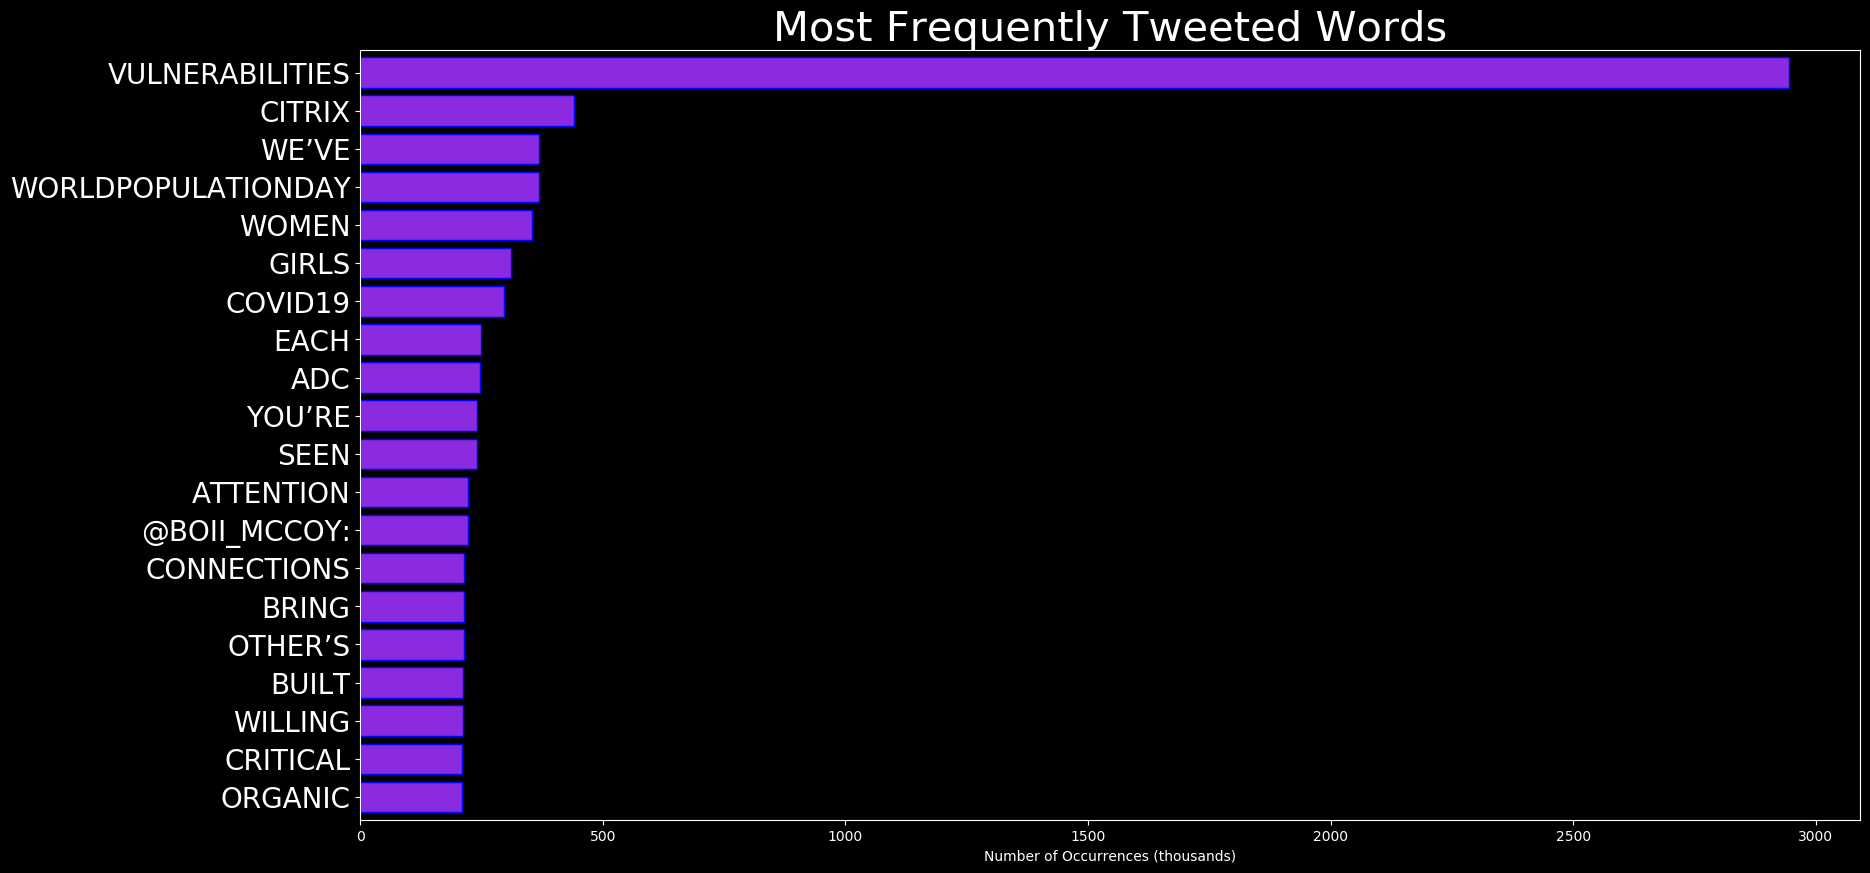 Most Frequently Tweeted Words
VULNERABILITIES
CITRIX
WE’VE
WORLDPOPULATIONDAY
WOMEN
GIRLS
COVID19
EACH
ADC
YOU’RE
SEEN
ATTENTION
@BOII_MCCOY:
CONNECTIONS
BRING
OTHER’S
BUILT
WILLING
CRITICAL
ORGANIC
0 500 1000 1500 2000 2500 3000
Number of Occurrences (thousands)